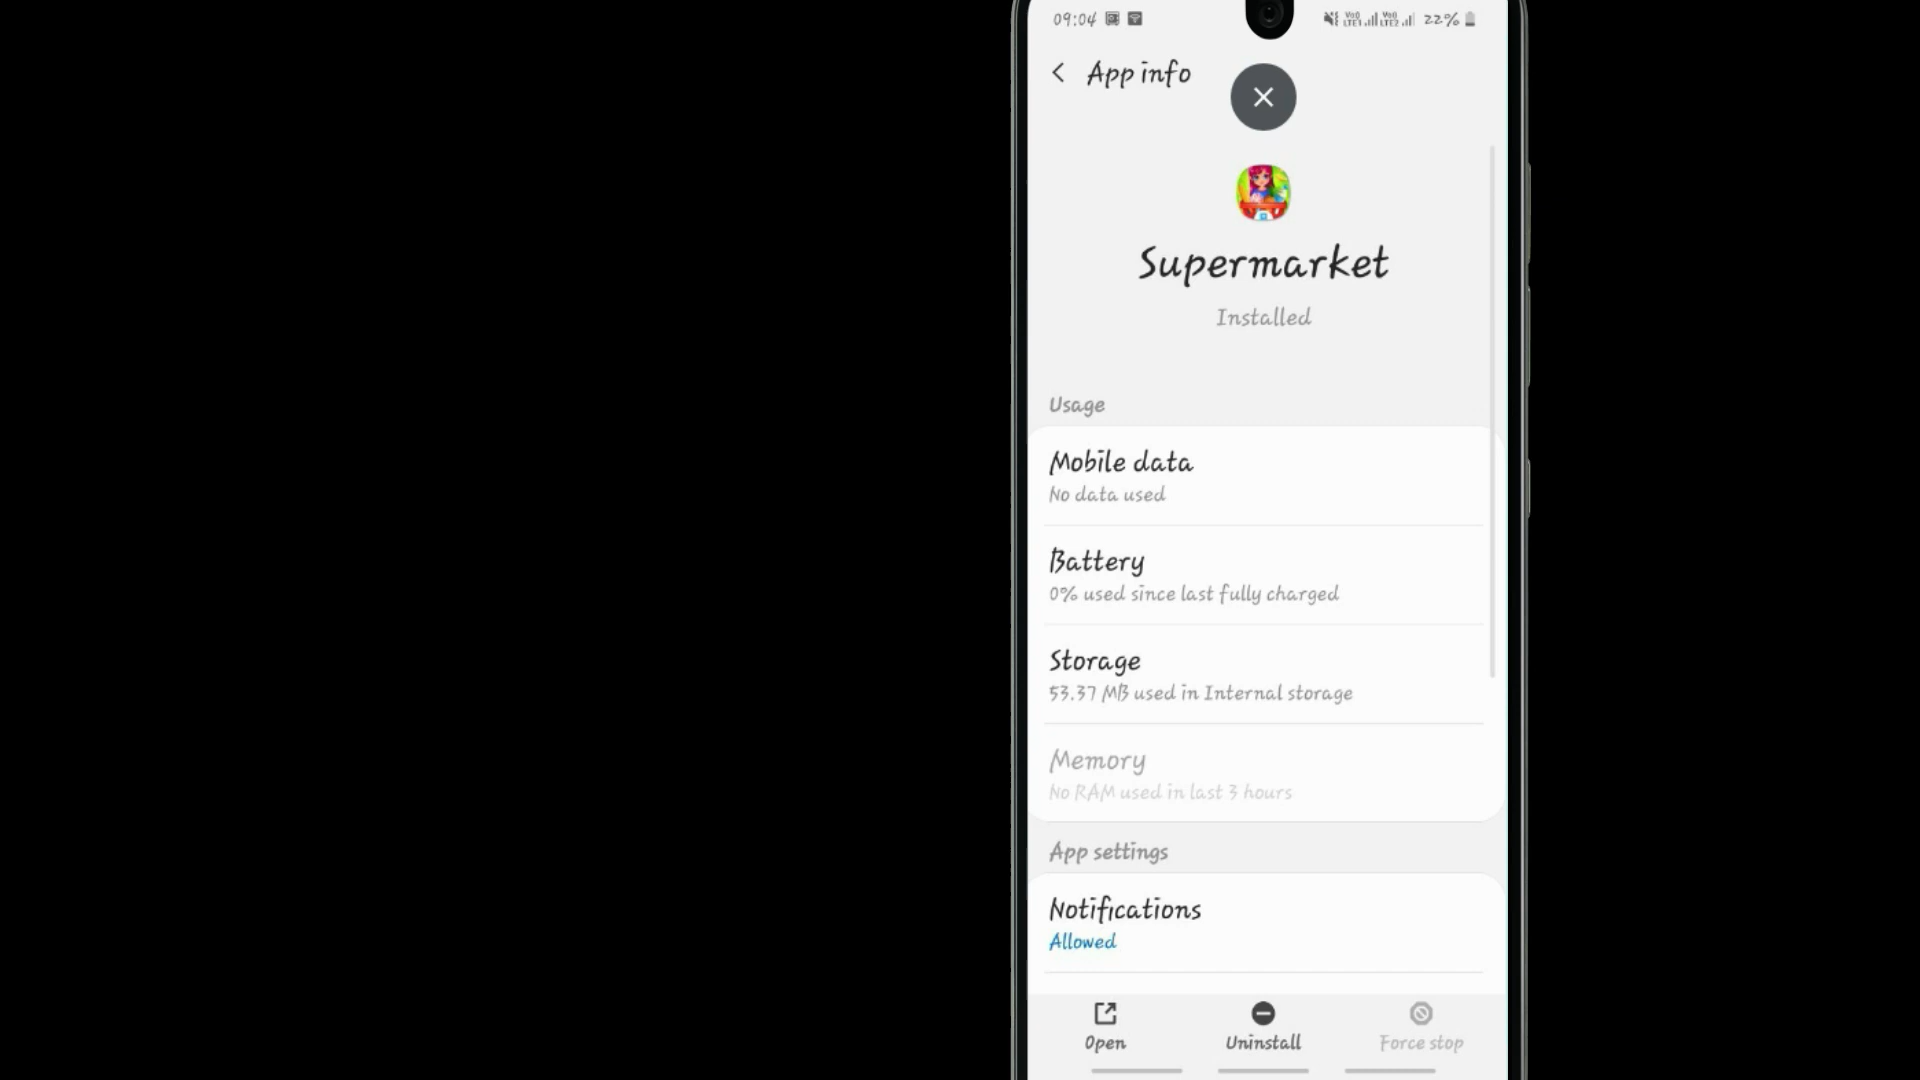 09:04 22%
App info
Supermarket
Installed
Usage
Mobile data
No data used
Battery
0% used since last fully charged
Storage
53.37 MB used in Internal storage
Memory
No RAM used in last 3 hours
App settings
Notifications
Allowed
Open Uninstall Force stop